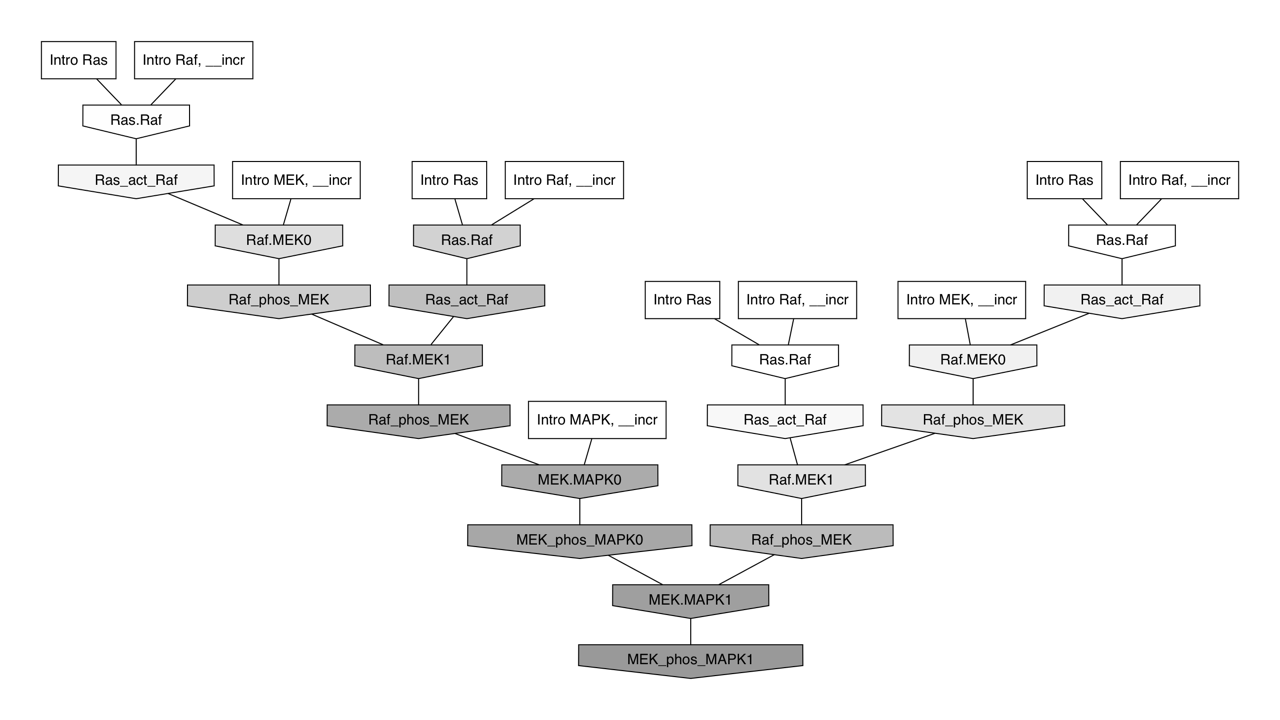 Intro Ras
Intro Raf, __incr
Ras.Raf
Ras_act_Raf
Intro MEK, __incr
Intro Ras
Intro Raf, __incr
Intro Ras
Intro Raf, __incr
Raf.MEK0
Ras.Raf
Ras.Raf
Raf_phos_MEK
Ras_act_Raf
Intro Ras
Intro Raf, __incr
Intro MEK, __incr
Ras_act_Raf
Raf.MEK1
Ras.Raf
Raf.MEK0
Raf_phos_MEK
Intro MAPK, __incr
Ras_act_Raf
Raf_phos_MEK
MEK.MAPK0
Raf.MEK1
MEK_phos_MAPK0
Raf_phos_MEK
MEK.MAPK1
MEK_phos_MAPK1